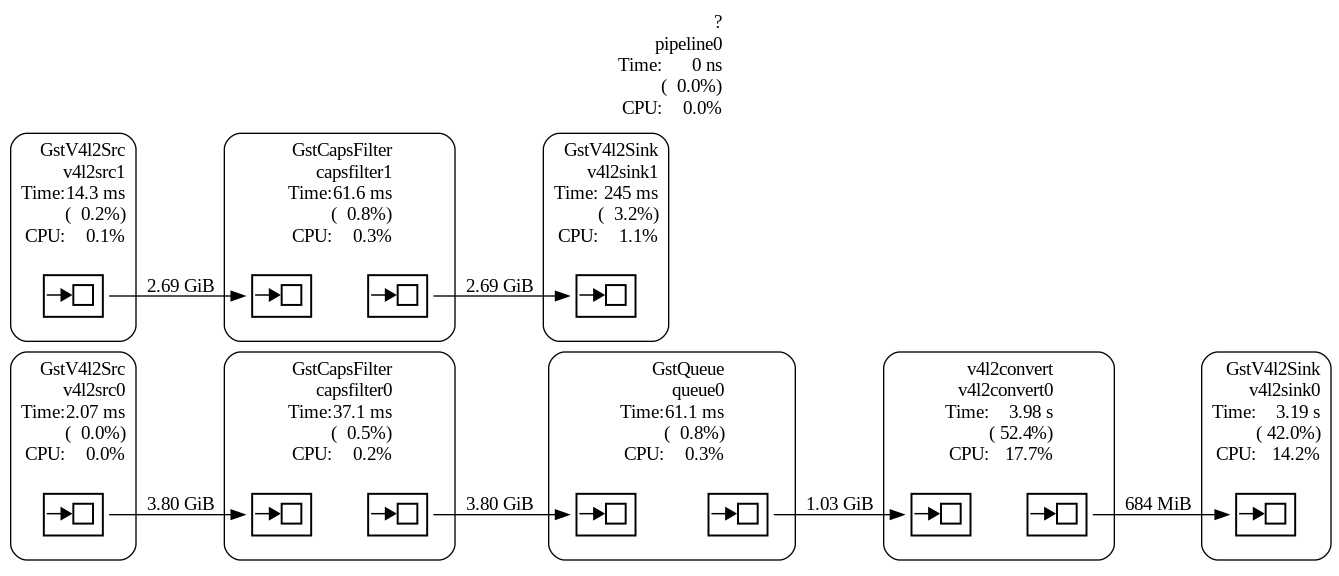 ?
pipeline0
Time: 0 ns
( 0.0%)
CPU: 0.0%
GstV4l2Src
v4l2src1
Time:14.3 ms
( 0.2%)
CPU: 0.1%
2.69 GiB
GstCapsFilter
capsfilter1
Time:61.6 ms
( 0.8%)
CPU: 0.3%
2.69 GiB
GstV4l2Sink
v4l2sink1
Time: 245 ms
( 3.2%)
CPU: 1.1%
GstV4l2Src
v4l2src0
Time:2.07 ms
( 0.0%)
CPU: 0.0%
3.80 GiB
GstCapsFilter
capsfilter0
Time:37.1 ms
( 0.5%)
CPU: 0.2%
3.80 GiB
GstQueue
queue0
Time:61.1 ms
( 0.8%)
CPU: 0.3%
1.03 GiB
v4l2convert
v4l2convert0
Time: 3.98 s
( 52.4%)
CPU: 17.7%
684 MiB
GstV4l2Sink
v4l2sink0
Time: 3.19 s
( 42.0%)
CPU: 14.2%